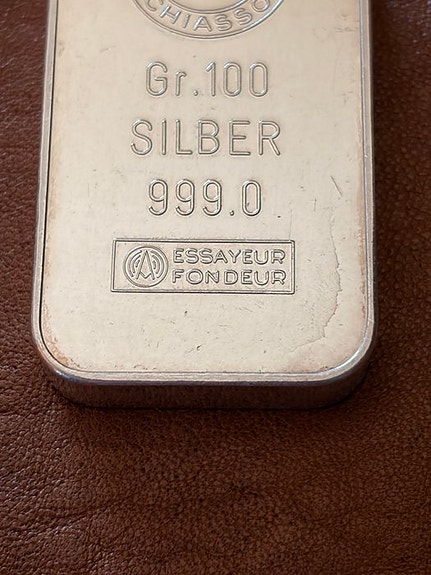 CHIASSO
Gr.100
SILBER
999.0
ESSAYEUR
FONDEUR